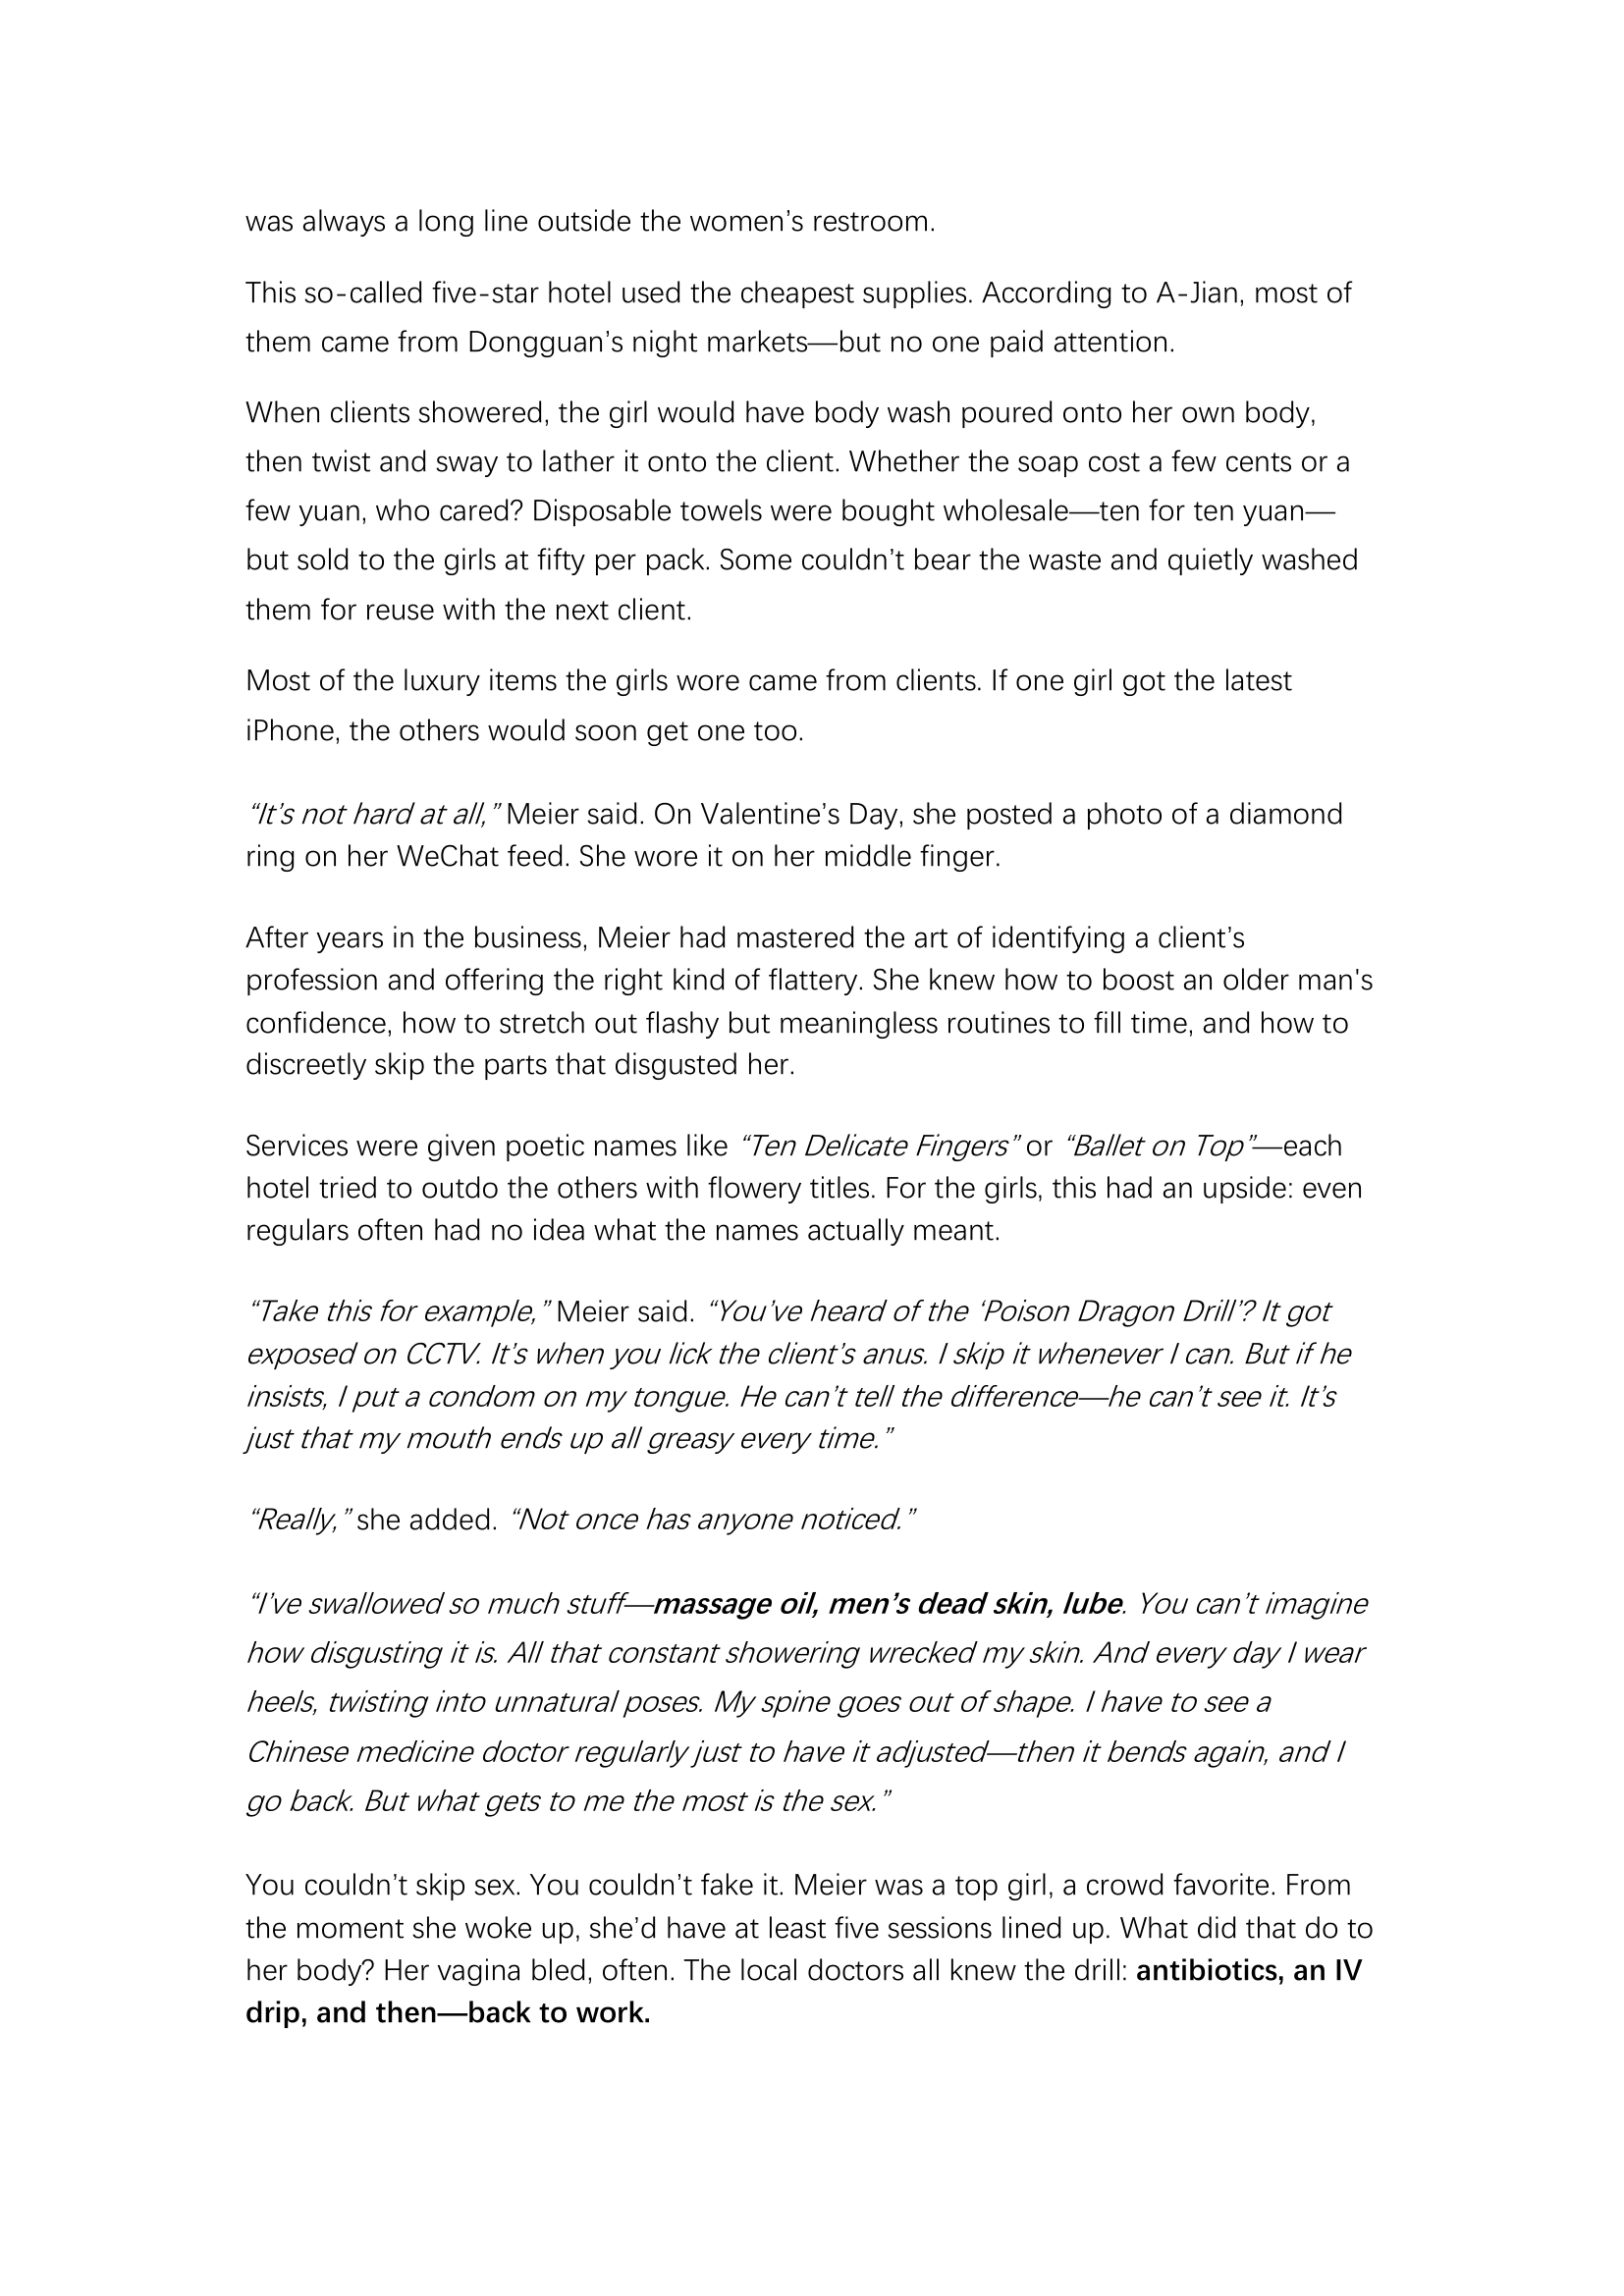 was always a long line outside the women’s restroom.
This so-called five-star hotel used the cheapest supplies. According to A-Jian, most of
them came from Dongguan’s night markets—but no one paid attention.
When clients showered, the girl would have body wash poured onto her own body,
then twist and sway to lather it onto the client. Whether the soap cost a few cents or a
few yuan, who cared? Disposable towels were bought wholesale—ten for ten yuan—
but sold to the girls at fifty per pack. Some couldn’t bear the waste and quietly washed
them for reuse with the next client.
Most of the luxury items the girls wore came from clients. If one girl got the latest
iPhone, the others would soon get one too.
“It’s not hard at all,” Meier said. On Valentine’s Day, she posted a photo of a diamond
ring on her WeChat feed. She wore it on her middle finger.
After years in the business, Meier had mastered the art of identifying a client’s
profession and offering the right kind of flattery. She knew how to boost an older man's
confidence, how to stretch out flashy but meaningless routines to fill time, and how to
discreetly skip the parts that disgusted her.
Services were given poetic names like “Ten Delicate Fingers” or “Ballet on Top”—each
hotel tried to outdo the others with flowery titles. For the girls, this had an upside: even
regulars often had no idea what the names actually meant.
“Take this for example,” Meier said. “You’ve heard of the ‘Poison Dragon Drill’? It got
exposed on CCTV. It’s when you lick the client’s anus. I skip it whenever I can. But if he
insists, I put a condom on my tongue. He can’t tell the difference—he can’t see it. It’s
just that my mouth ends up all greasy every time.”
“Really,” she added. “Not once has anyone noticed.”
“I’ve swallowed so much stuff—massage oil, men’s dead skin, lube. You can’t imagine
how disgusting it is. All that constant showering wrecked my skin. And every day I wear
heels, twisting into unnatural poses. My spine goes out of shape. I have to see a
Chinese medicine doctor regularly just to have it adjusted—then it bends again, and I
go back. But what gets to me the most is the sex.”
You couldn’t skip sex. You couldn’t fake it. Meier was a top girl, a crowd favorite. From
the moment she woke up, she’d have at least five sessions lined up. What did that do to
her body? Her vagina bled, often. The local doctors all knew the drill: antibiotics, an IV
drip, and then—back to work.